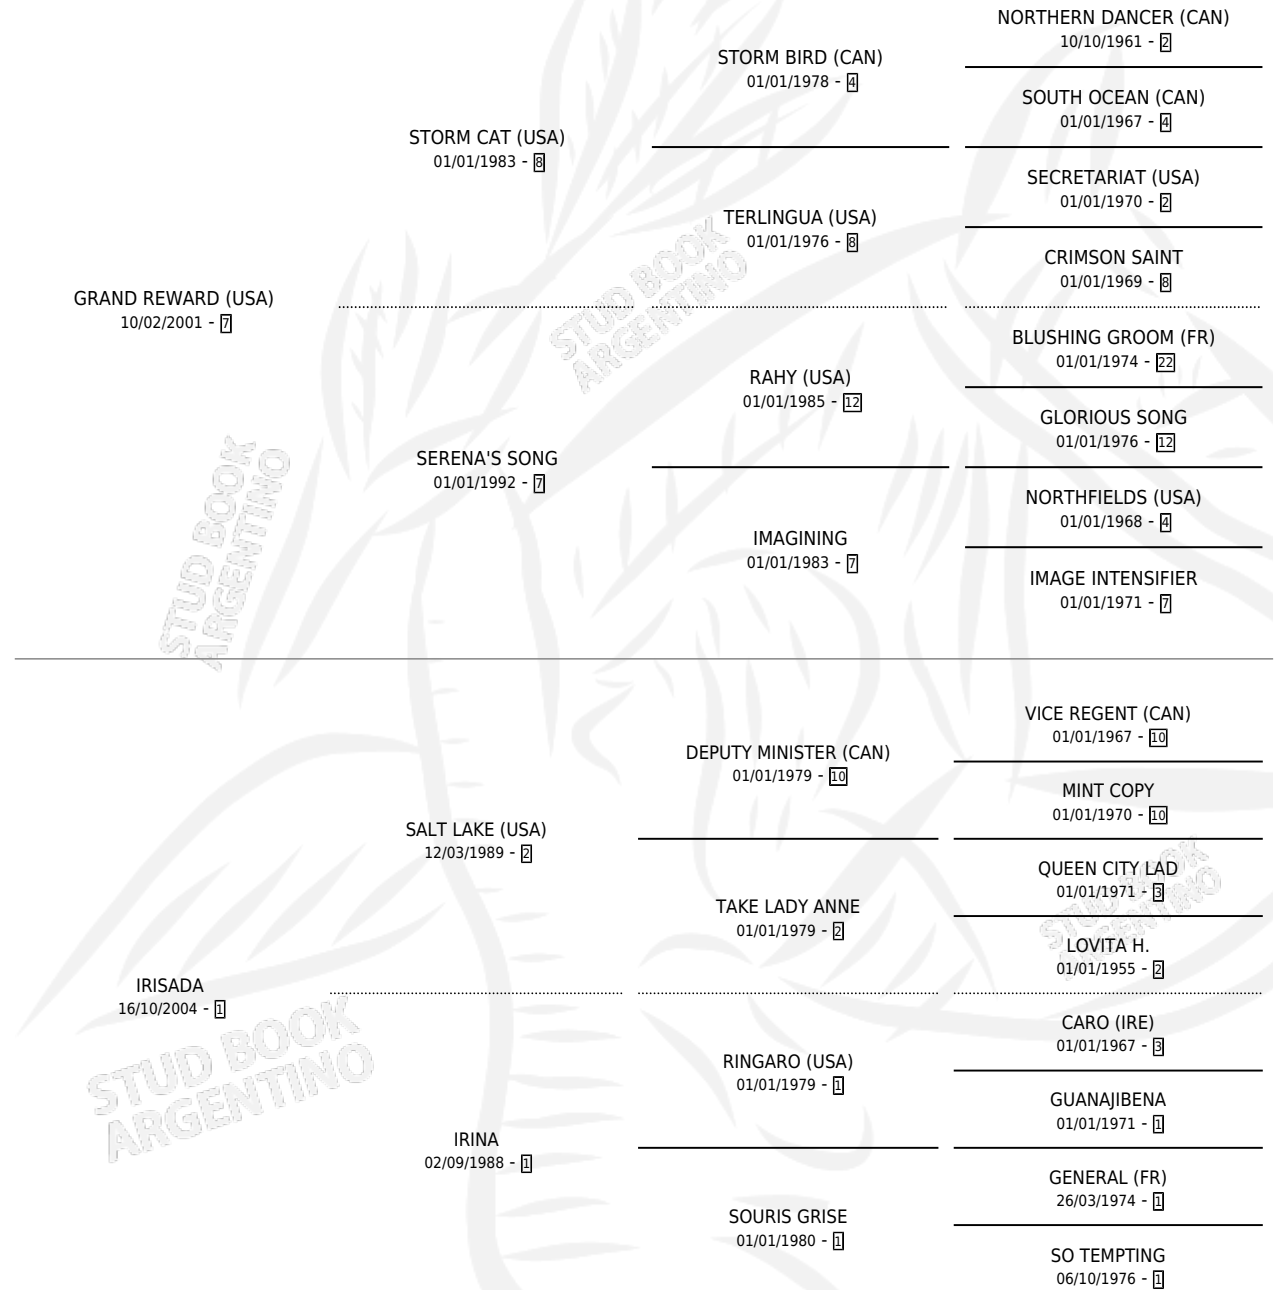 NORTHERN DANCER (CAN)
10/10/1961 - 2
STORM BIRD (CAN)
01/01/1978 - 4
SOUTH OCEAN (CAN)
01/01/1967 - 4
STORM CAT (USA)
01/01/1983 - 8
SECRETARIAT (USA)
01/01/1970 - 2
TERLINGUA (USA)
01/01/1976 - 8
CRIMSON SAINT
01/01/1969 - 8
GRAND REWARD (USA)
10/02/2001 - 7
BLUSHING GROOM (FR)
01/01/1974 - 22
RAHY (USA)
01/01/1985 - 12
GLORIOUS SONG
01/01/1976 - 12
SERENA'S SONG
01/01/1992 - 7
NORTHFIELDS (USA)
01/01/1968 - 4
IMAGINING
01/01/1983 - 7
IMAGE INTENSIFIER
01/01/1971 - 7
VICE REGENT (CAN)
01/01/1967 - 10
DEPUTY MINISTER (CAN)
01/01/1979 - 10
MINT COPY
01/01/1970 - 10
SALT LAKE (USA)
12/03/1989 - 2
QUEEN CITY LAD
01/01/1971 - 3
TAKE LADY ANNE
01/01/1979 - 2
LOVITA H.
01/01/1955 - 2
IRISADA
16/10/2004 - 1
CARO (IRE)
01/01/1967 - 3
RINGARO (USA)
01/01/1979 - 1
GUANAJIBENA
01/01/1971 - 1
IRINA
02/09/1988 - 1
GENERAL (FR)
26/03/1974 - 1
SOURIS GRISE
01/01/1980 - 1
SO TEMPTING
06/10/1976 - 1
STUD BOOK
ARGENTINO
STUD BOOK
ARGENTINO
STUD BOOK
ARGENTINO
STUD BOOK
ARGENTINO